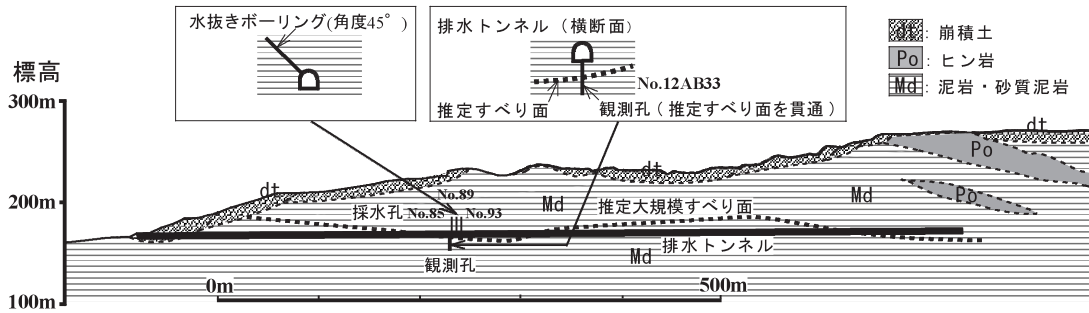 水抜きボーリング(角度45°)
排水トンネル（横断面）
No.12AB33
推定すべり面
観測孔（推定すべり面を貫通）
dt: 崩積土
Po: ヒン岩
Md: 泥岩・砂質泥岩
標高
300m
200m
100m
dt
dt
dt
Po
Po
No.89
採水孔 No.85 No.93
Md
推定大規模すべり面
Md
排水トンネル
観測孔
Md
0m
500m